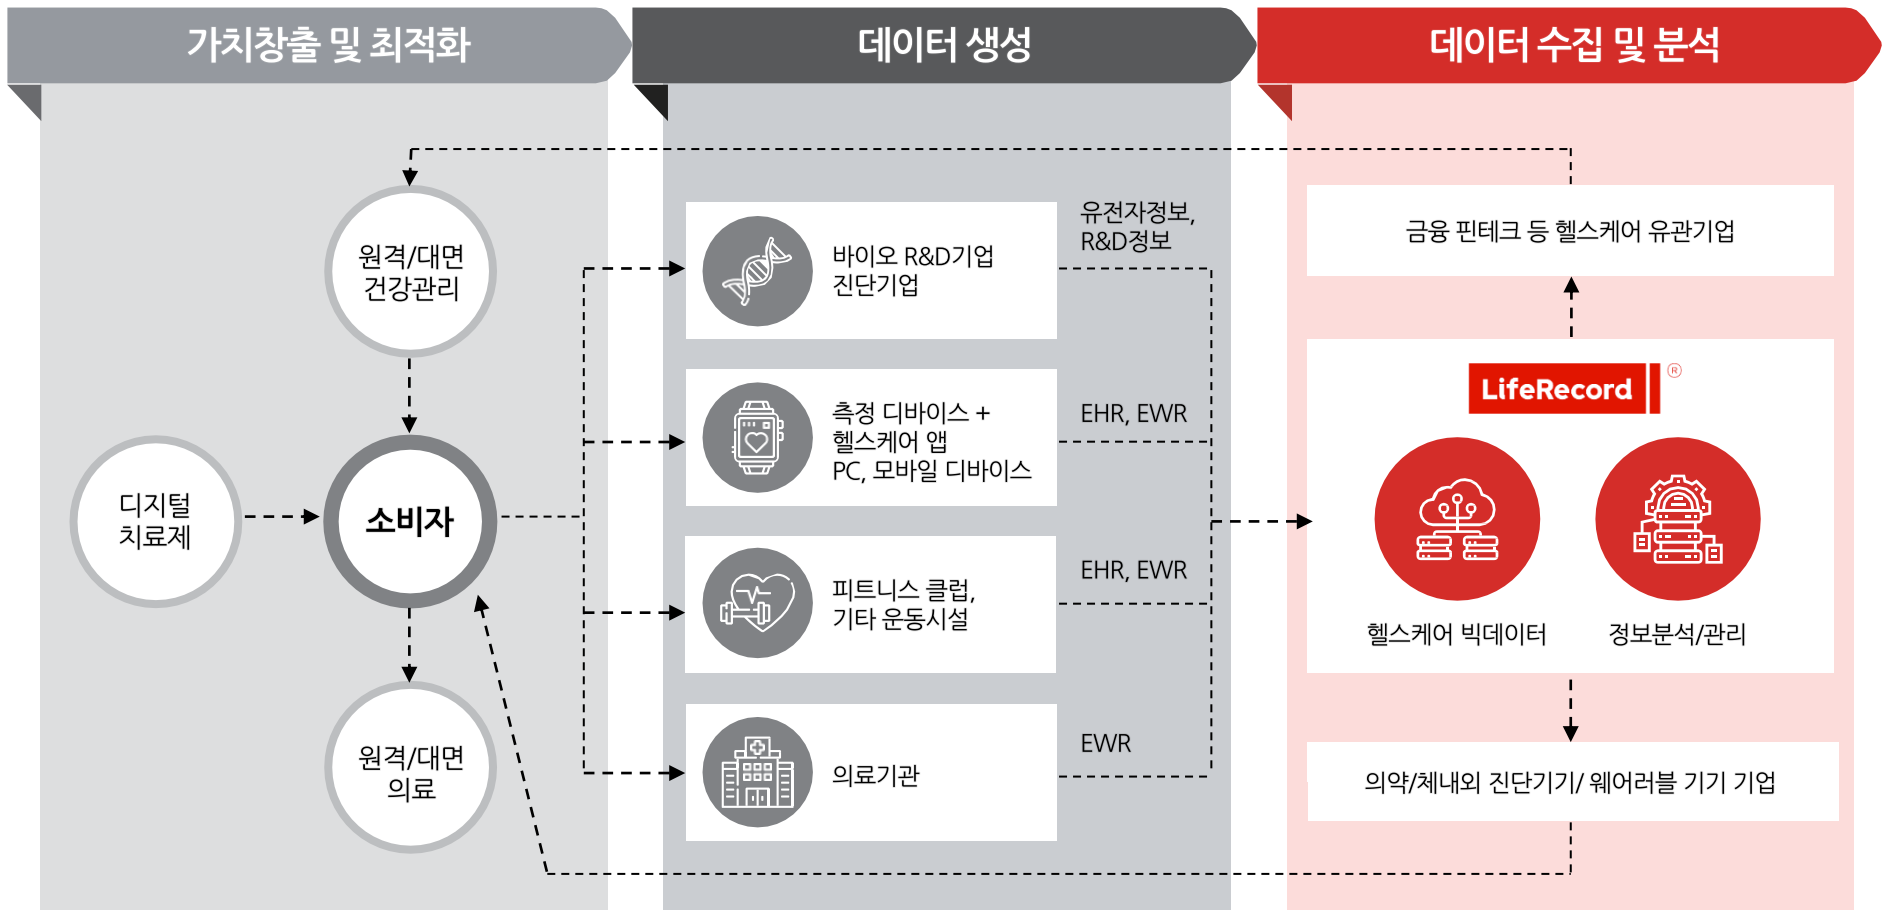 가치창출 및 최적화
데이터 생성
데이터 수집 및 분석
원격/대면
건강관리
디지털
치료제
소비자
원격/대면
의료
바이오 R&D기업
진단기업
유전자정보,
R&D정보
측정 디바이스 +
헬스케어 앱
PC, 모바일 디바이스
EHR, EWR
피트니스 클럽,
기타 운동시설
EHR, EWR
의료기관
EWR
금융 핀테크 등 헬스케어 유관기업
LifeRecord ®
헬스케어 빅데이터
정보분석/관리
의약/체내외 진단기기/ 웨어러블 기기 기업